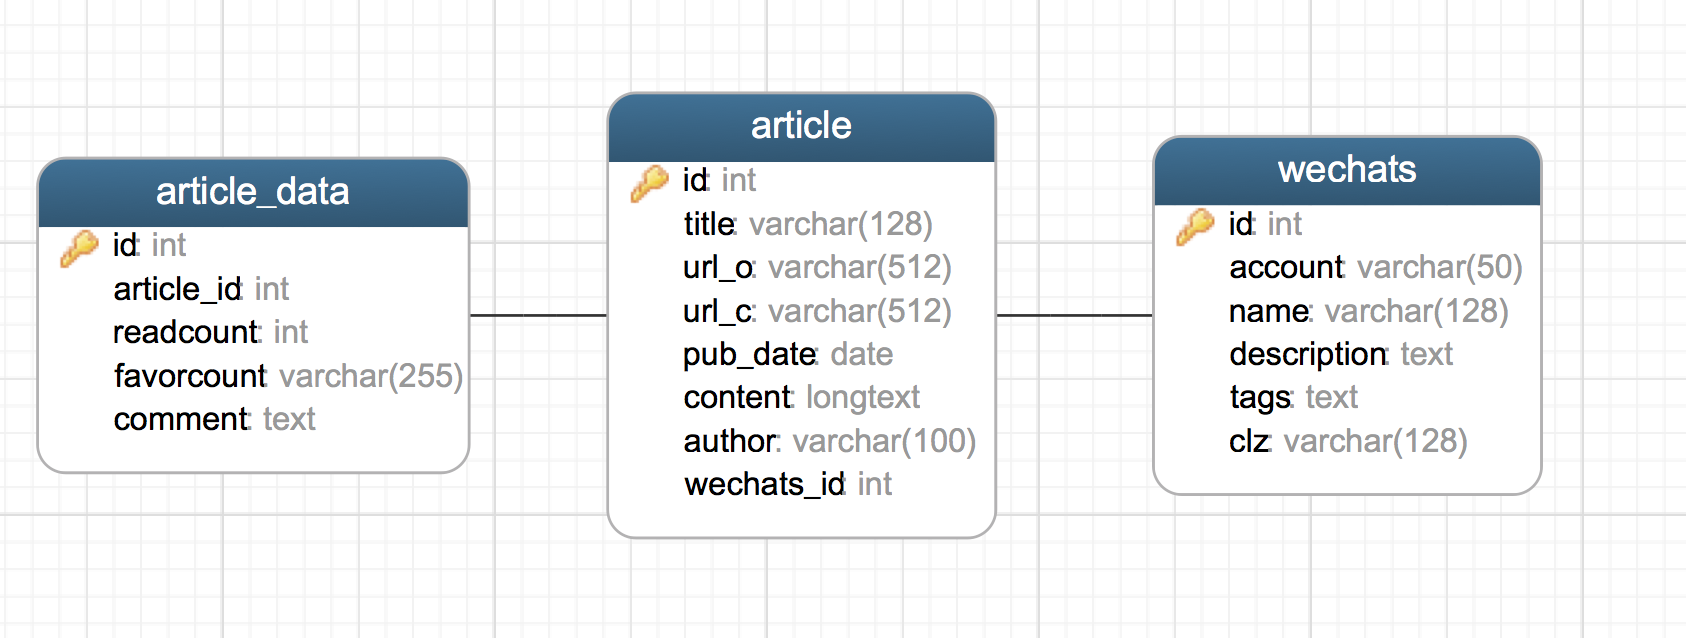 article_data
id: int
article_id: int
readcount: int
favorcount: varchar(255)
comment: text
article
id: int
title: varchar(128)
url_o: varchar(512)
url_c: varchar(512)
pub_date: date
content: longtext
author: varchar(100)
wechats_id: int
wechats
id: int
account: varchar(50)
name: varchar(128)
description: text
tags: text
clz: varchar(128)